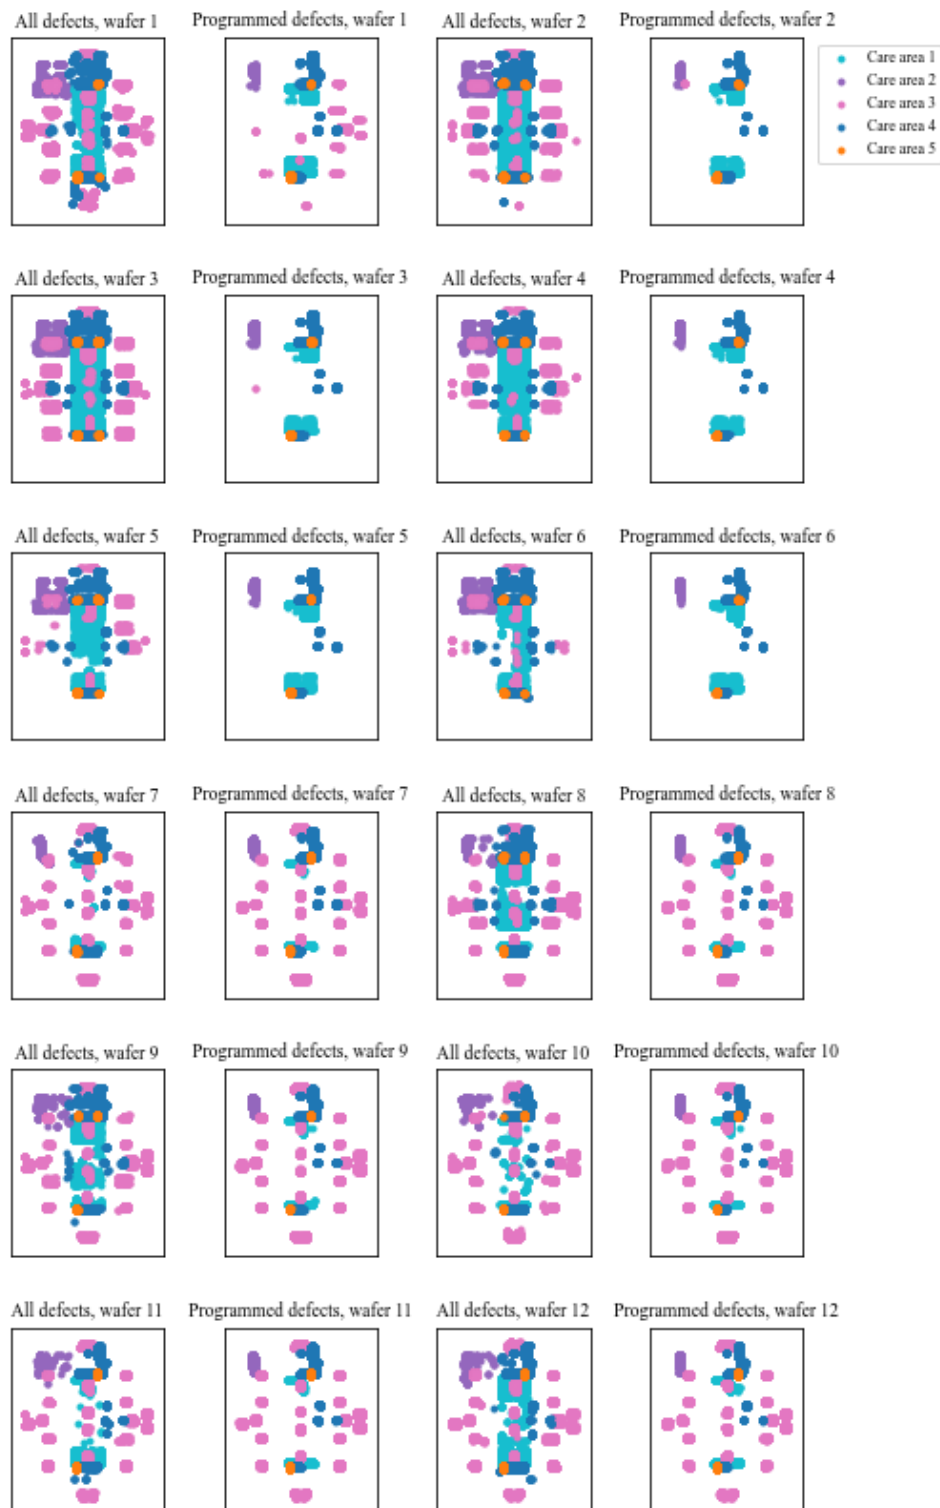 All defects, wafer 1
Programmed defects, wafer 1
All defects, wafer 2
Programmed defects, wafer 2
Care area 1
Care area 2
Care area 3
Care area 4
Care area 5
All defects, wafer 3
Programmed defects, wafer 3
All defects, wafer 4
Programmed defects, wafer 4
All defects, wafer 5
Programmed defects, wafer 5
All defects, wafer 6
Programmed defects, wafer 6
All defects, wafer 7
Programmed defects, wafer 7
All defects, wafer 8
Programmed defects, wafer 8
All defects, wafer 9
Programmed defects, wafer 9
All defects, wafer 10
Programmed defects, wafer 10
All defects, wafer 11
Programmed defects, wafer 11
All defects, wafer 12
Programmed defects, wafer 12